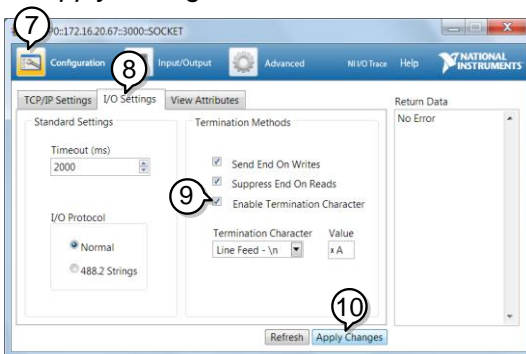 7
8
9
10
0::172.16.20.67::3000::SOCKET
Configuration
Input/Output
Advanced
NI I/O Trace
Help
NATIONAL
INSTRUMENTS
TCP/IP Settings
I/O Settings
View Attributes
Return Data
No Error
Standard Settings
Timeout (ms)
2000
I/O Protocol
Normal
488.2 Strings
Termination Methods
Send End On Writes
Suppress End On Reads
Enable Termination Character
Termination Character
Value
Line Feed - \n
x A
Refresh
Apply Changes